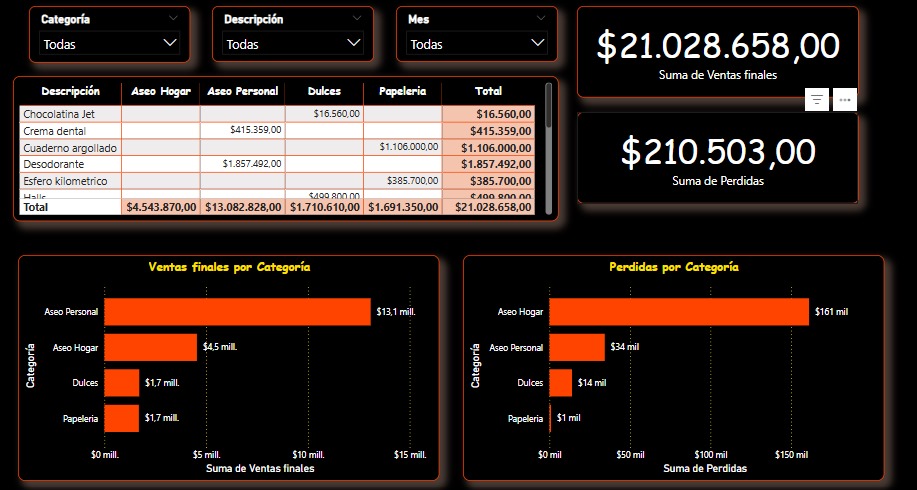 Categoría
Todas
Descripción
Todas
Mes
Todas
$21.028.658,00
Suma de Ventas finales
$210.503,00
Suma de Perdidas
Descripción Aseo Hogar Aseo Personal Dulces Papeleria Total
Chocolatina Jet $16.560,00 $16.560,00
Crema dental $415.359,00 $415.359,00
Cuaderno argollado $1.106.000,00 $1.106.000,00
Desodorante $1.857.492,00 $1.857.492,00
Esfero kilometrico $385.700,00 $385.700,00
Halls $499.800,00 $499.800,00
Total $4.543.870,00 $13.082.828,00 $1.710.610,00 $1.691.350,00 $21.028.658,00
Ventas finales por Categoría
Categoría
Aseo Personal $13,1 mill.
Aseo Hogar $4,5 mill.
Dulces $1,7 mill.
Papeleria $1,7 mill.
$0 mill. $5 mill. $10 mill. $15 mill.
Suma de Ventas finales
Perdidas por Categoría
Categoría
Aseo Hogar $161 mil
Aseo Personal $34 mil
Dulces $14 mil
Papeleria $1 mil
$0 mil $50 mil $100 mil $150 mil
Suma de Perdidas